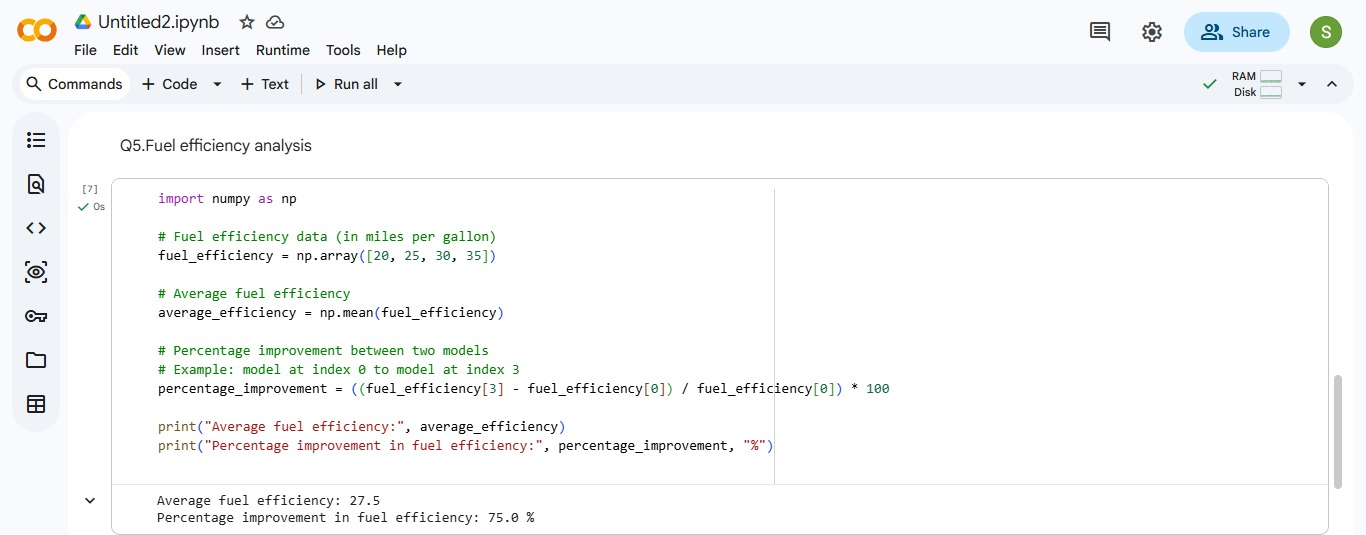 Untitled2.ipynb
File Edit View Insert Runtime Tools Help
Share
S
Commands + Code + Text Run all
RAM
Disk
Q5.Fuel efficiency analysis
[7]
0s
import numpy as np
# Fuel efficiency data (in miles per gallon)
fuel_efficiency = np.array([20, 25, 30, 35])
# Average fuel efficiency
average_efficiency = np.mean(fuel_efficiency)
# Percentage improvement between two models
# Example: model at index 0 to model at index 3
percentage_improvement = ((fuel_efficiency[3] - fuel_efficiency[0]) / fuel_efficiency[0]) * 100
print("Average fuel efficiency:", average_efficiency)
print("Percentage improvement in fuel efficiency:", percentage_improvement, "%")
Average fuel efficiency: 27.5
Percentage improvement in fuel efficiency: 75.0 %